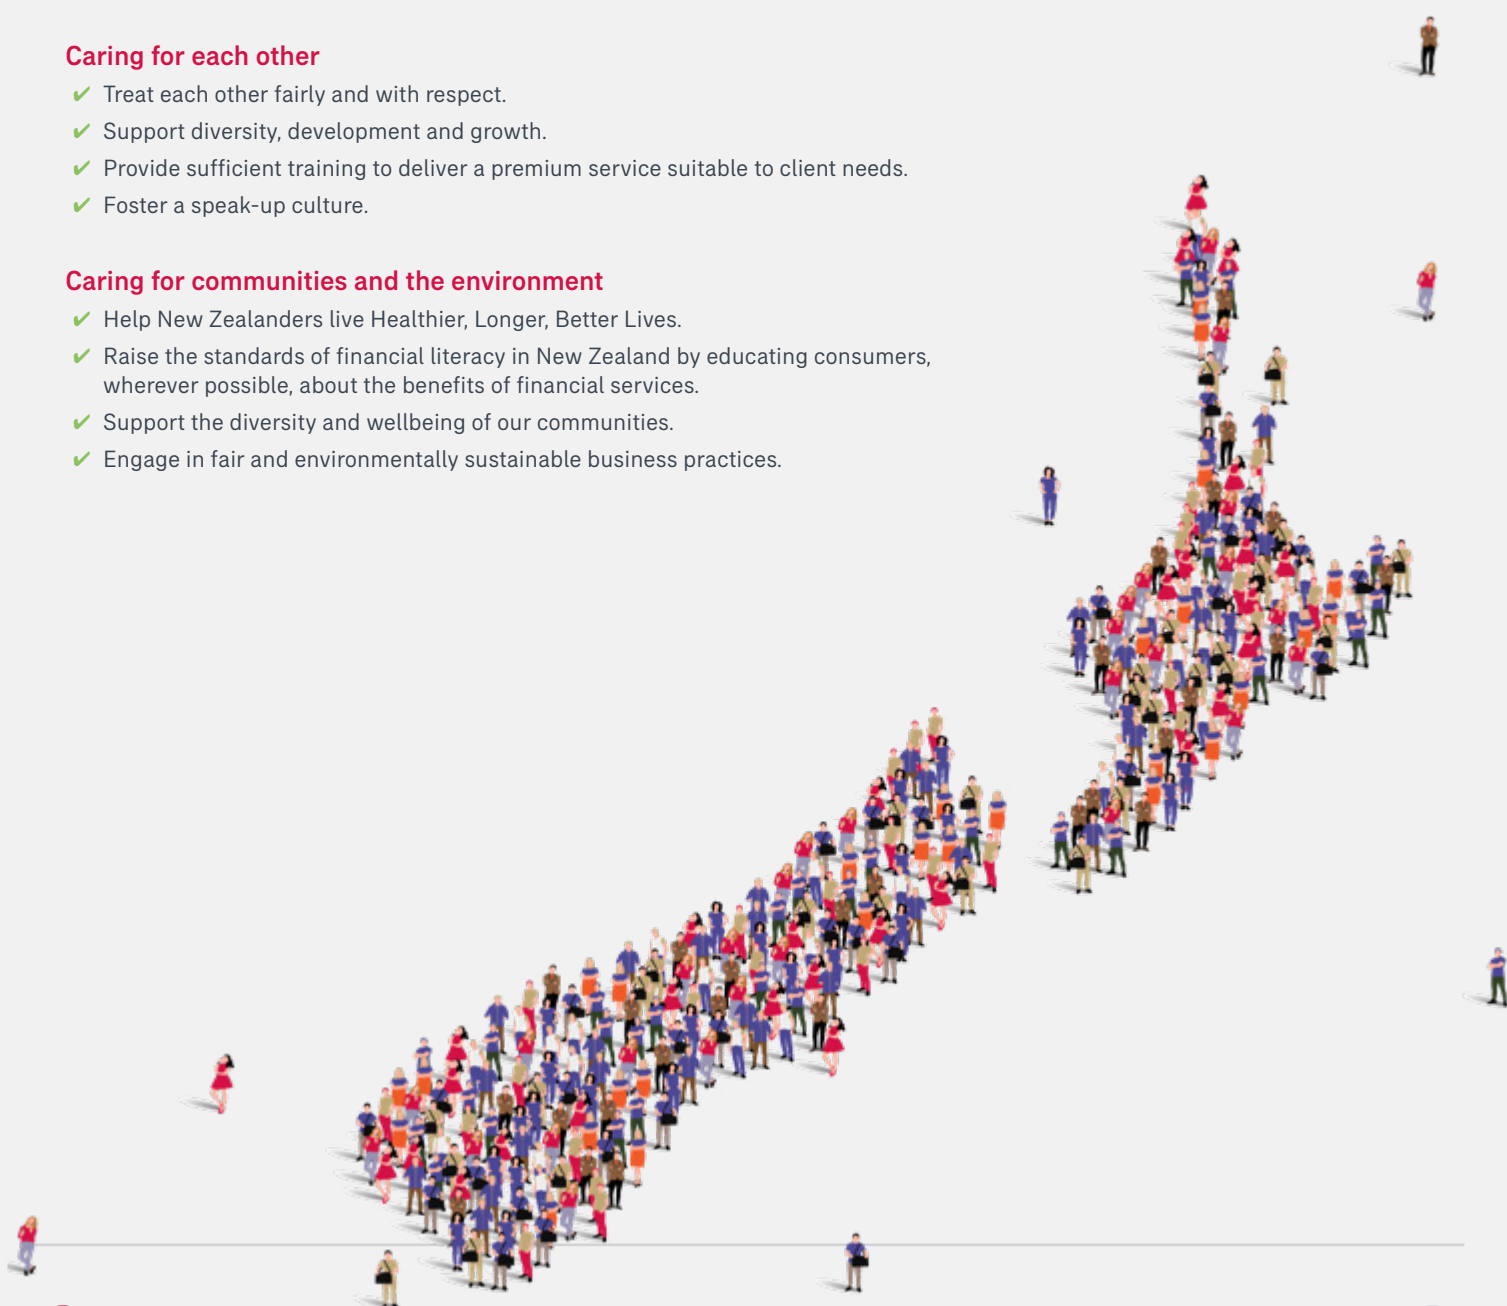 Caring for each other
✔ Treat each other fairly and with respect.
✔ Support diversity, development and growth.
✔ Provide sufficient training to deliver a premium service suitable to client needs.
✔ Foster a speak-up culture.
Caring for communities and the environment
✔ Help New Zealanders live Healthier, Longer, Better Lives.
✔ Raise the standards of financial literacy in New Zealand by educating consumers,
wherever possible, about the benefits of financial services.
✔ Support the diversity and wellbeing of our communities.
✔ Engage in fair and environmentally sustainable business practices.